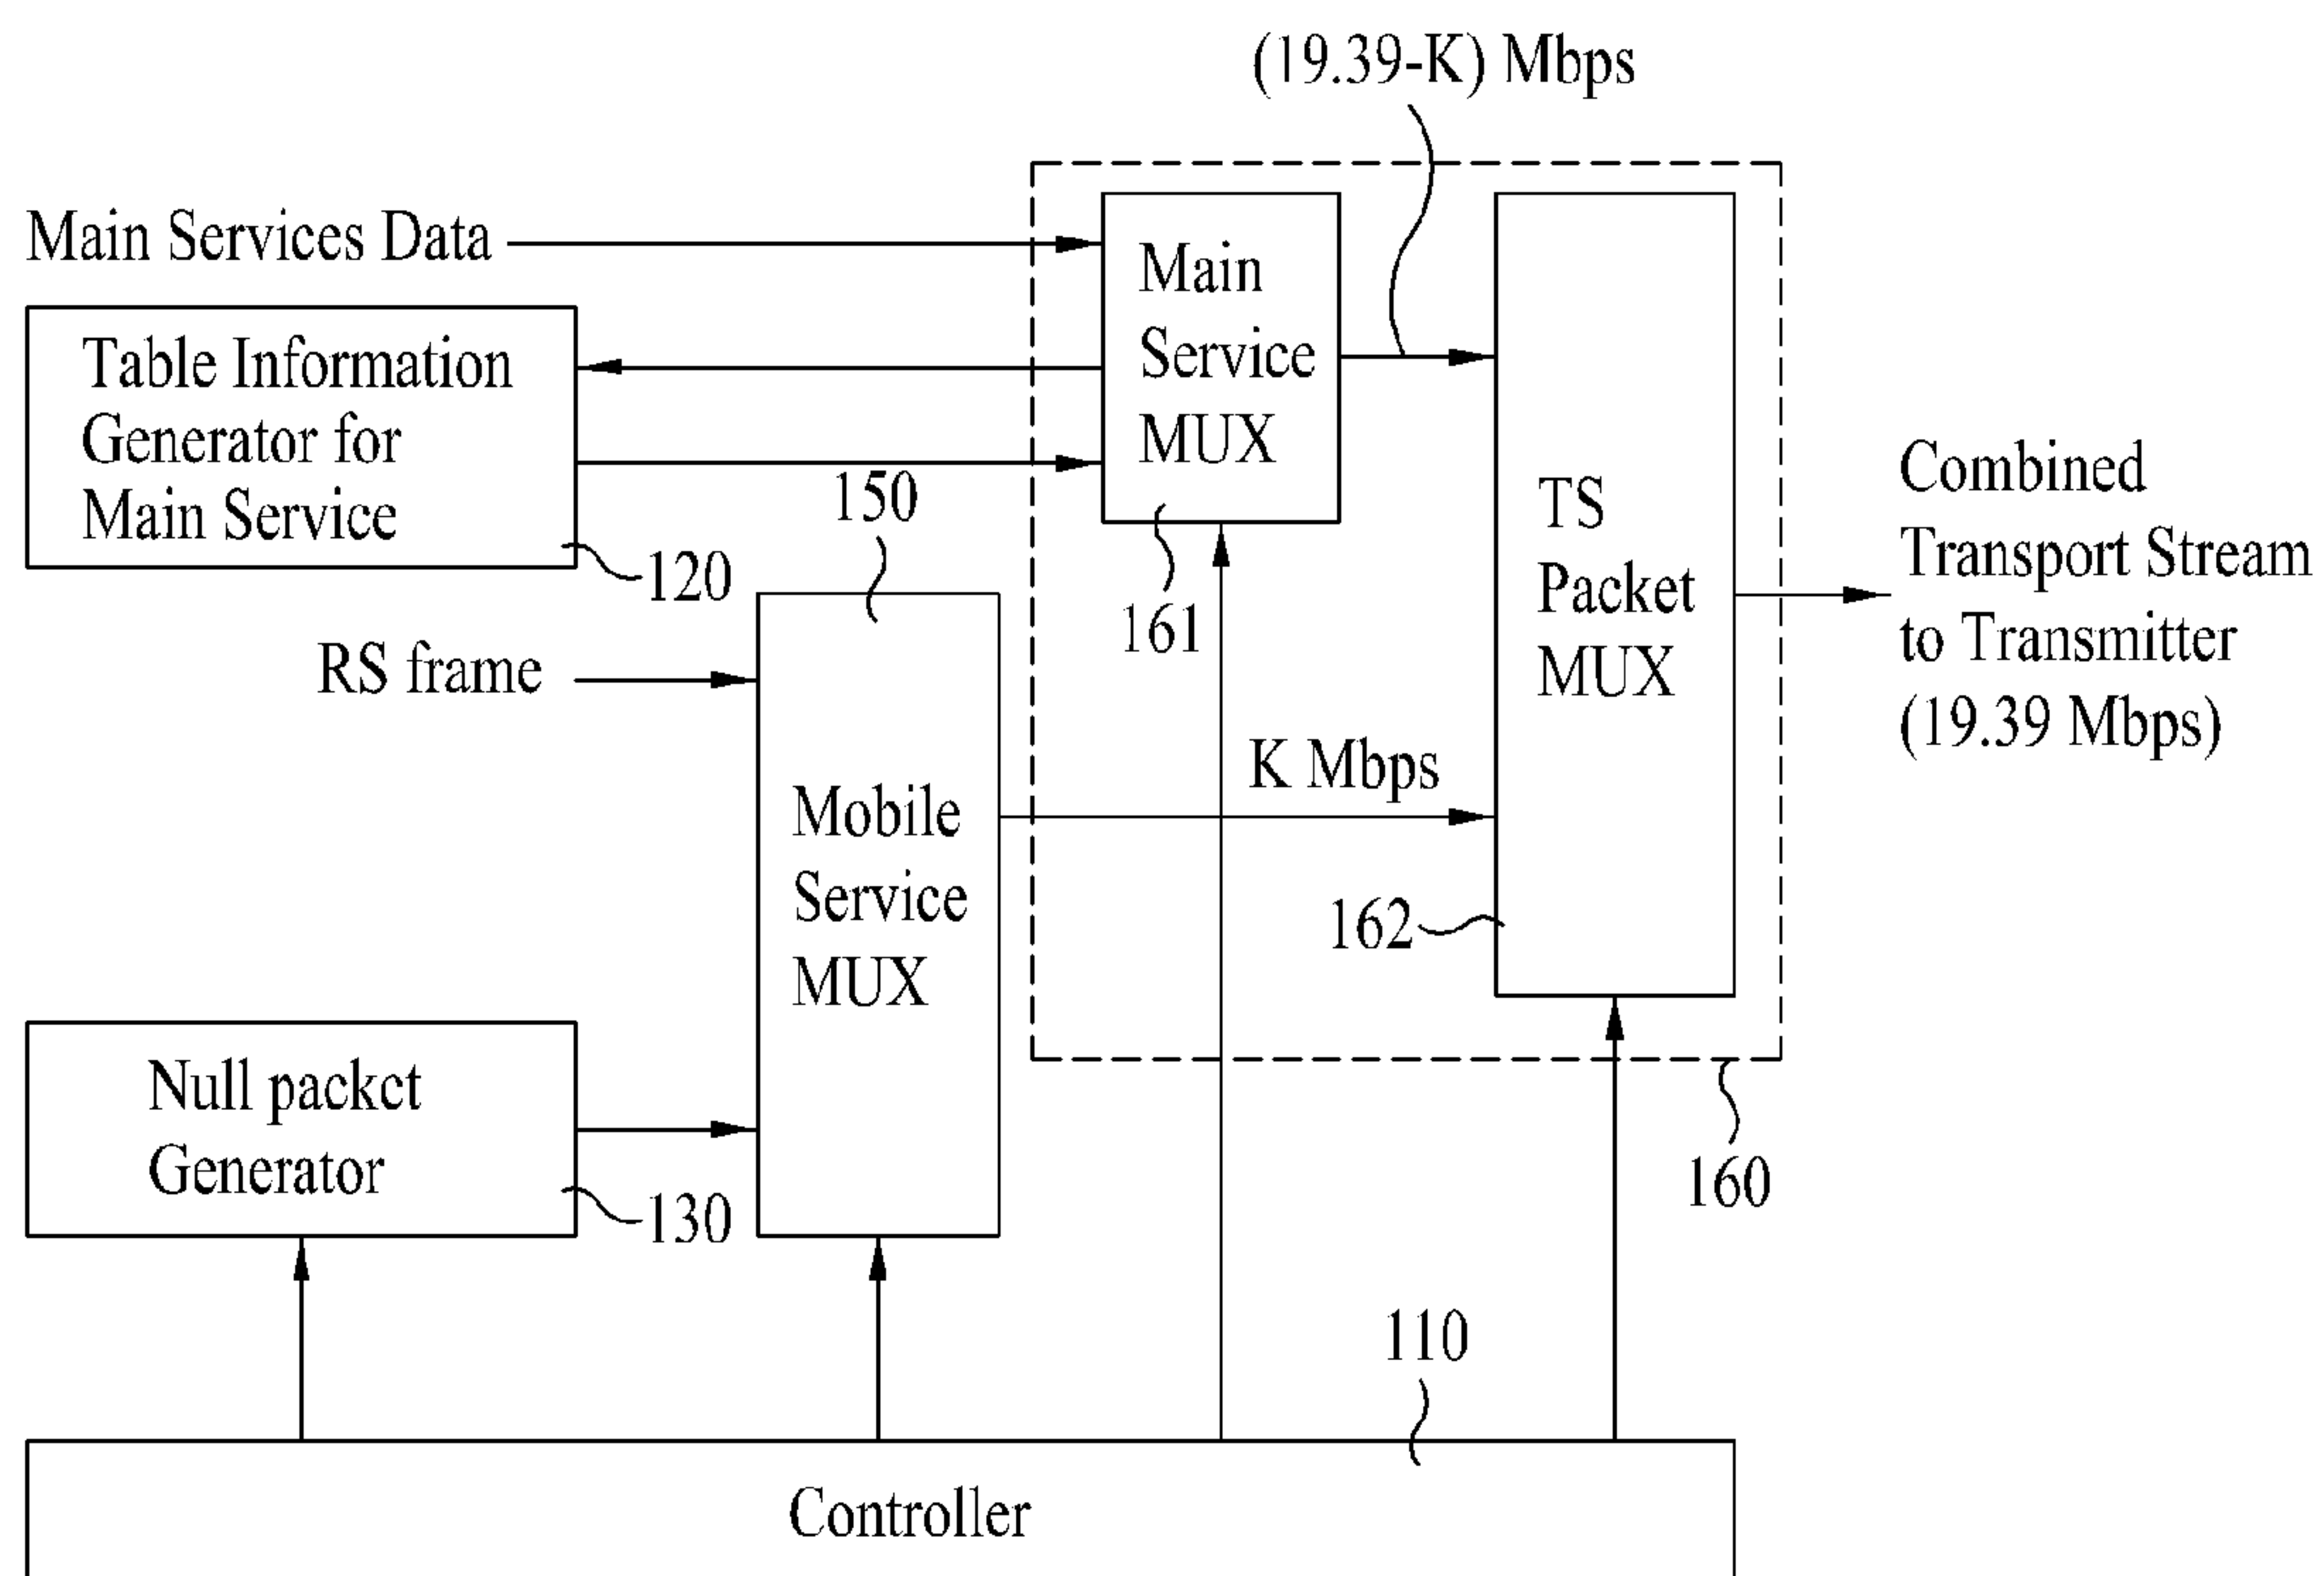 (19.39-K) Mbps
Main Services Data
Main
Service
MUX
Table Information
Generator for
Main Service
120
150
161
TS
Packet
MUX
Combined
Transport Stream
to Transmitter
(19.39 Mbps)
RS frame
K Mbps
Mobile
Service
MUX
162
Null packet
Generator
130
160
110
Controller